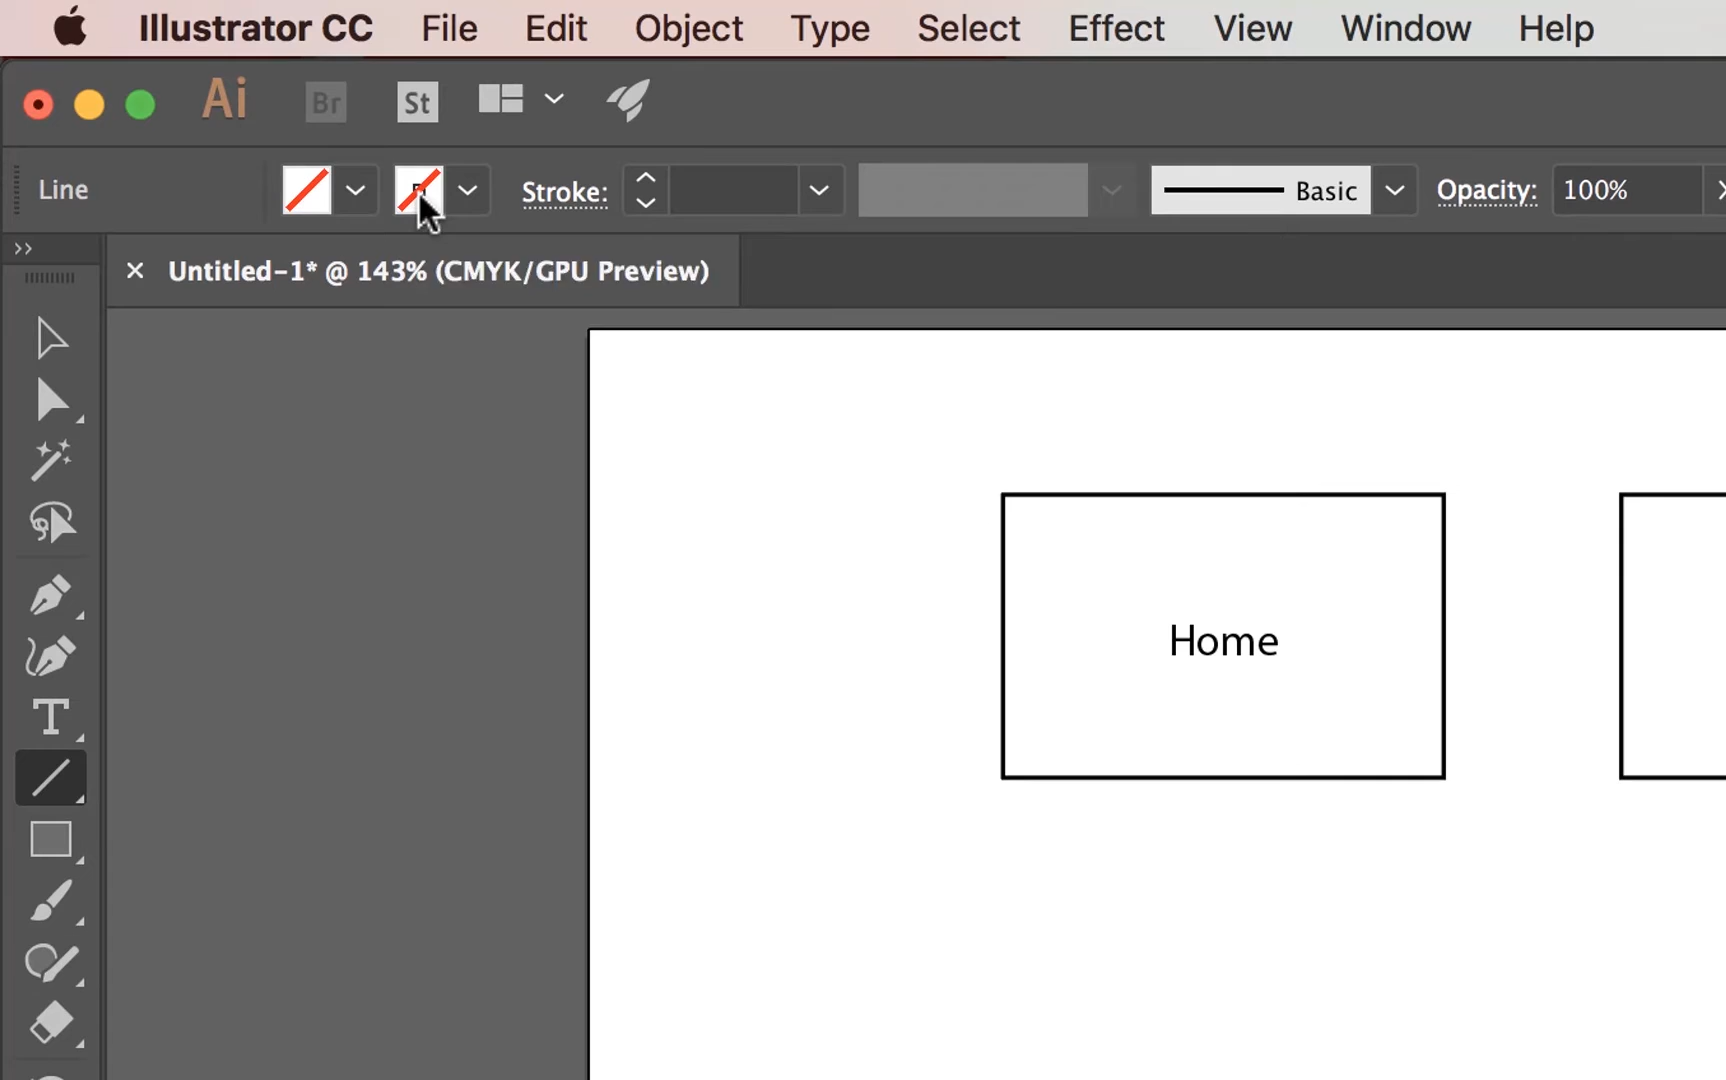 Illustrator CC File Edit Object Type Select Effect View Window Help
Ai Br St
Line Stroke: Basic Opacity: 100%
Untitled-1* @ 143% (CMYK/GPU Preview)
T
Home